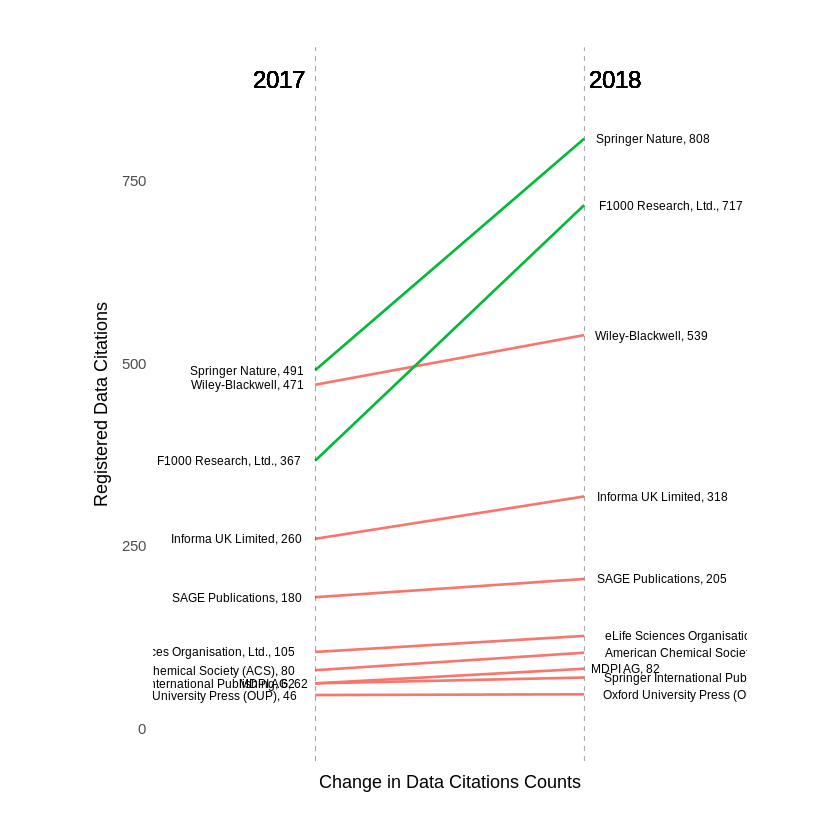 2017
2018
Springer Nature, 808
750
F1000 Research, Ltd., 717
Wiley-Blackwell, 539
500
Springer Nature, 491
Wiley-Blackwell, 471
F1000 Research, Ltd., 367
Registered Data Citations
Informa UK Limited, 318
250
Informa UK Limited, 260
SAGE Publications, 205
SAGE Publications, 180
eLife Sciences Organisatio
ces Organisation, Ltd., 105
American Chemical Societ
hemical Society (ACS), 80
MDPI AG, 82
Springer International Pub
nternational Publishing, 62
MDPI AG, 62
University Press (OUP), 46
Oxford University Press (O
0
Change in Data Citations Counts